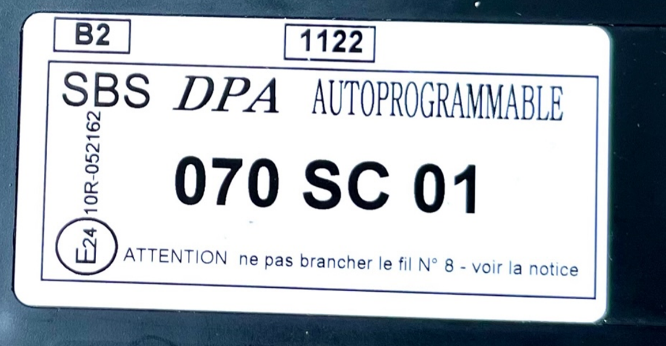 B2 1122
SBS DPA AUTOPROGRAMMABLE
10R-052162
070 SC 01
E24
ATTENTION ne pas brancher le fil N° 8 - voir la notice